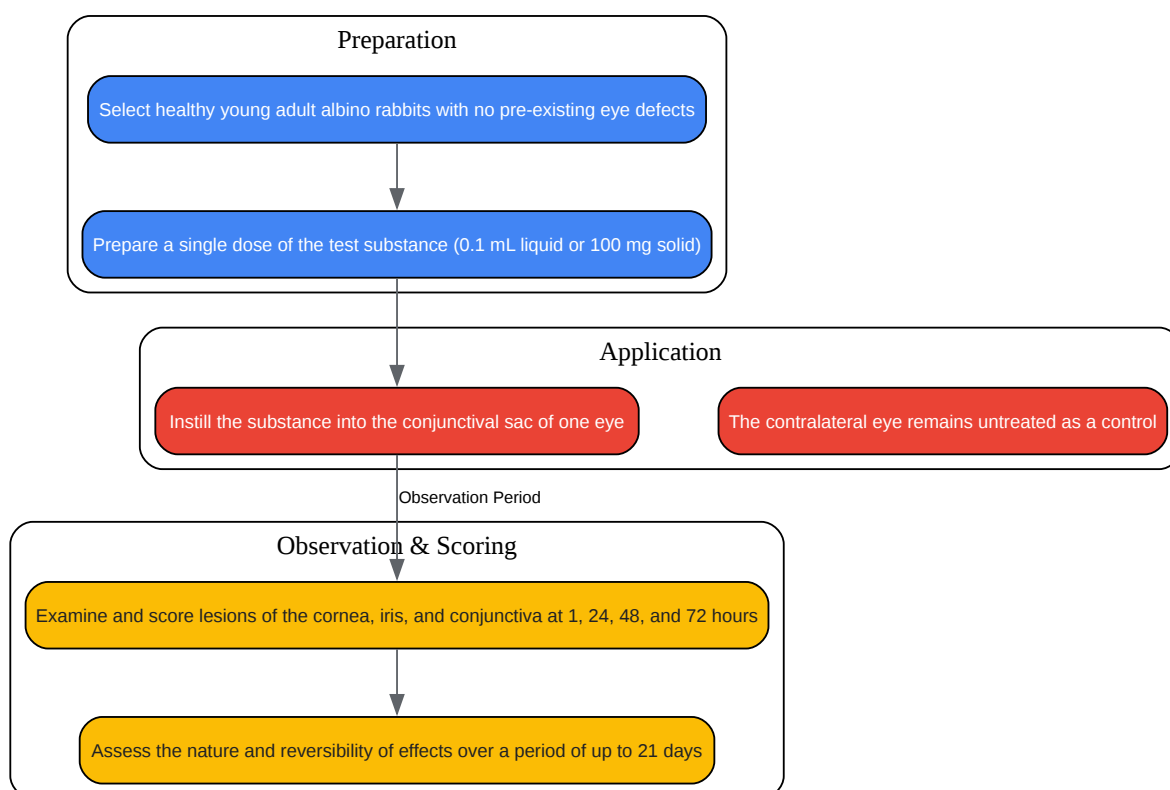 Preparation
Select healthy young adult albino rabbits with no pre-existing eye defects
Prepare a single dose of the test substance (0.1 mL liquid or 100 mg solid)
Application
Instill the substance into the conjunctival sac of one eye
The contralateral eye remains untreated as a control
Observation Period
Observation & Scoring
Examine and score lesions of the cornea, iris, and conjunctiva at 1, 24, 48, and 72 hours
Assess the nature and reversibility of effects over a period of up to 21 days